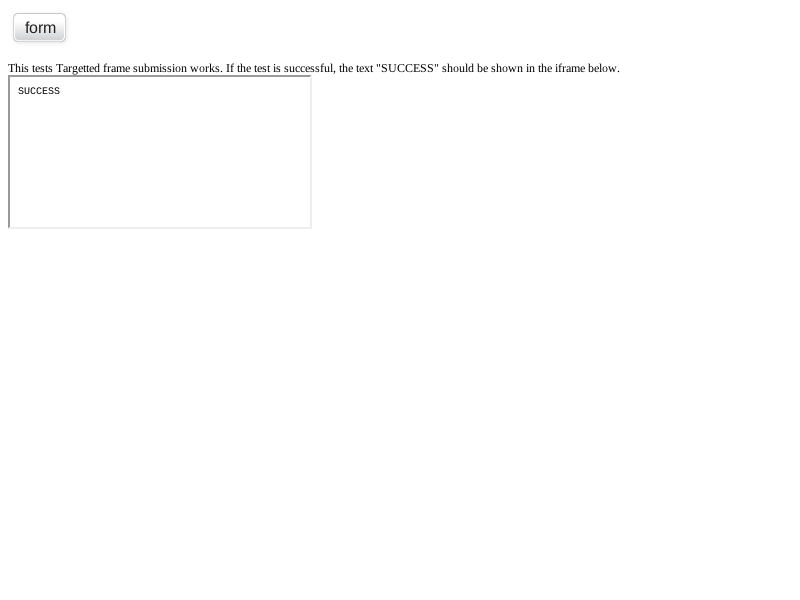 form
This tests Targetted frame submission works. If the test is successful, the text "SUCCESS" should be shown in the iframe below.
SUCCESS